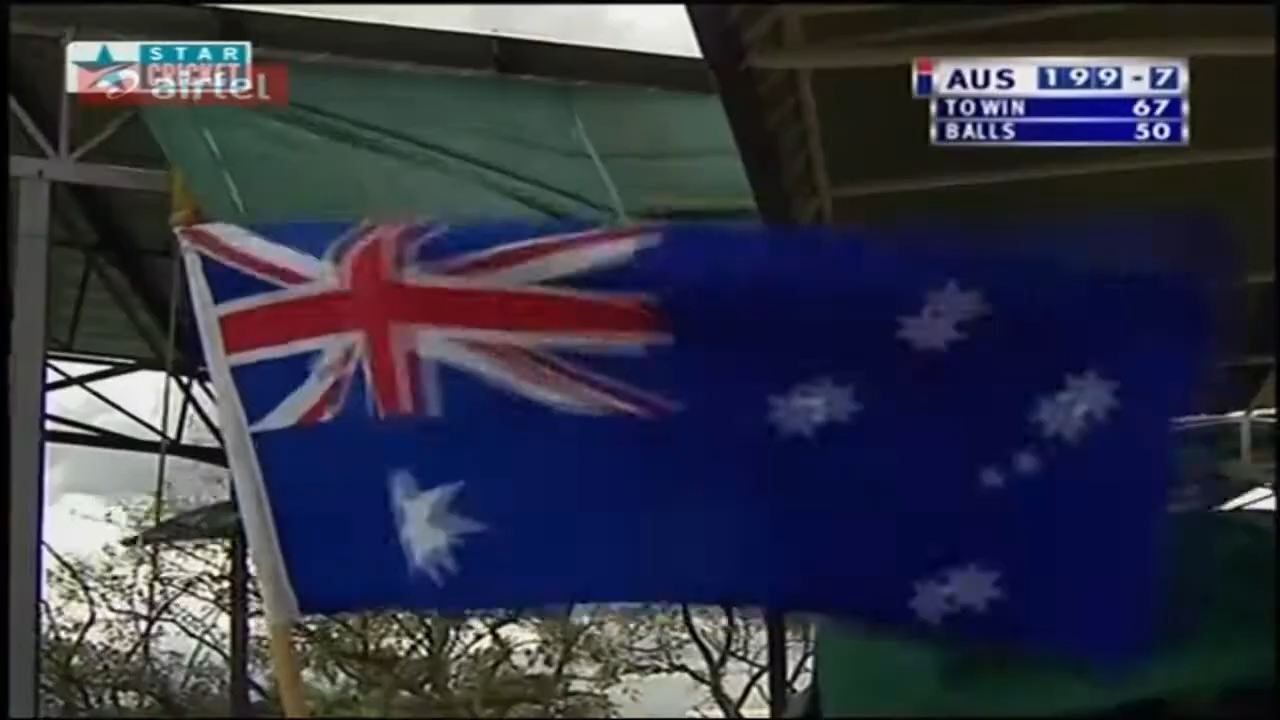 STAR
CRICKET
airtel
AUS 199-7
TO WIN 67
BALLS 50